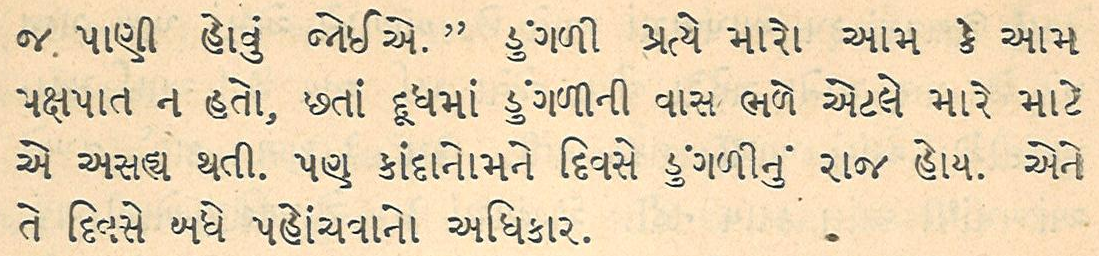 જ પાણી હોવું જોઈએ.” ડુંગળી પ્રત્યે મારો આમ કે આમ
પક્ષપાત ન હતો, છતાં દૂધમાં ડુંગળીની વાસ ભળે એટલે મારે માટે
એ અસહ્ય થતી. પણ કાંદાનોમને દિવસે ડુંગળીનું રાજ હોય. એને
તે દિવસે બધે પહોંચવાનો અધિકાર.